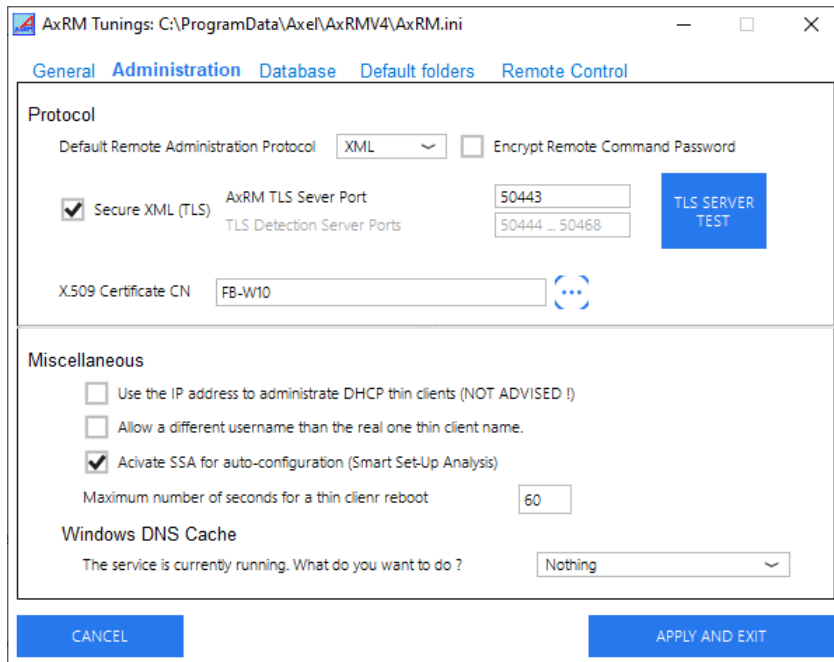 AxRM Tunings: C:\ProgramData\Axel\AxRMV4\AxRM.ini
General Administration Database Default folders Remote Control
Protocol
Default Remote Administration Protocol XML Encrypt Remote Command Password
Secure XML (TLS) AxRM TLS Sever Port 50443
TLS Detection Server Ports 50444 ... 50468
TLS SERVER
TEST
X.509 Certificate CN FB-W10 ...
Miscellaneous
Use the IP address to administrate DHCP thin clients (NOT ADVISED !)
Allow a different username than the real one thin client name.
Acivate SSA for auto-configuration (Smart Set-Up Analysis)
Maximum number of seconds for a thin clienr reboot 60
Windows DNS Cache
The service is currently running. What do you want to do ? Nothing
CANCEL APPLY AND EXIT